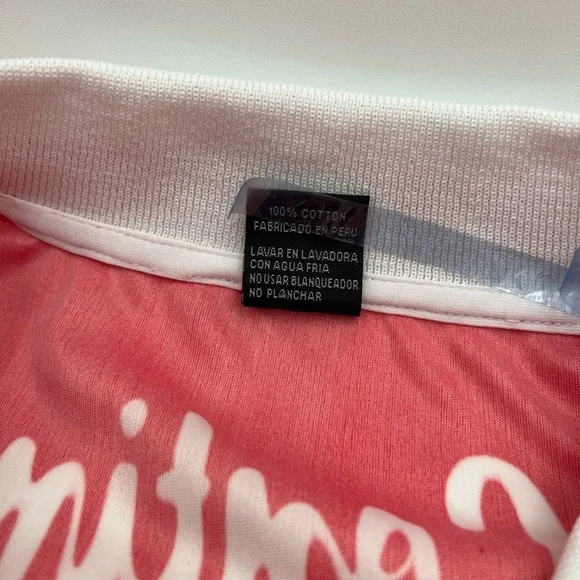 100% COTTON
FABRICADO EN PERU
LAVAR EN LAVADORA
CON AGUA FRIA
NO USAR BLANQUEADOR
NO PLANCHAR